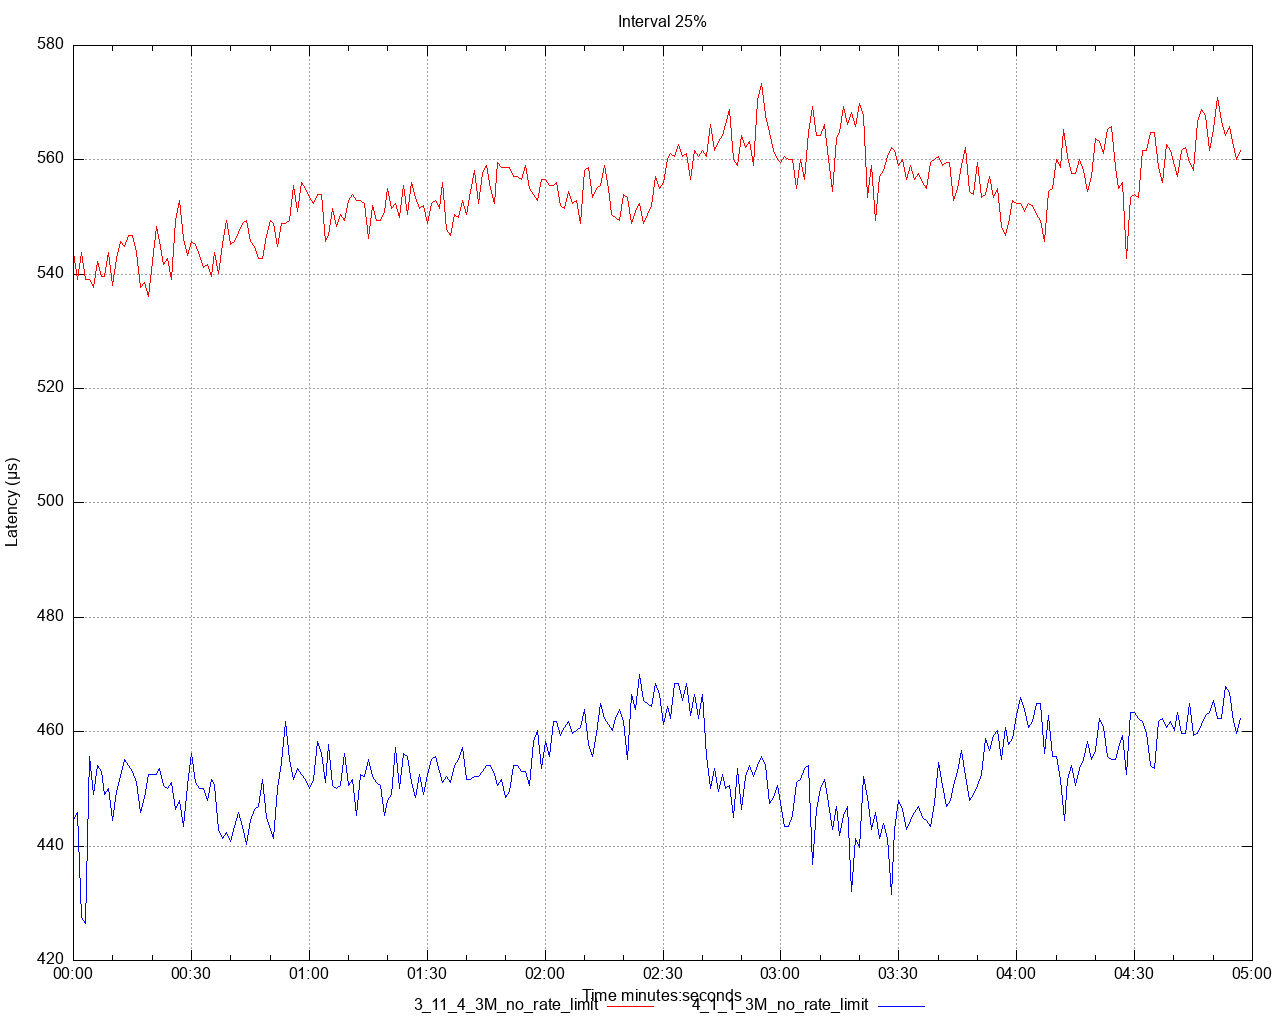 Interval 25%
580
560
540
520
500
480
460
440
420
Latency (µs)
00:00 00:30 01:00 01:30 02:00 02:30 03:00 03:30 04:00 04:30 05:00
Time minutes:seconds
3_11_4_3M_no_rate_limit 4_1_1_3M_no_rate_limit